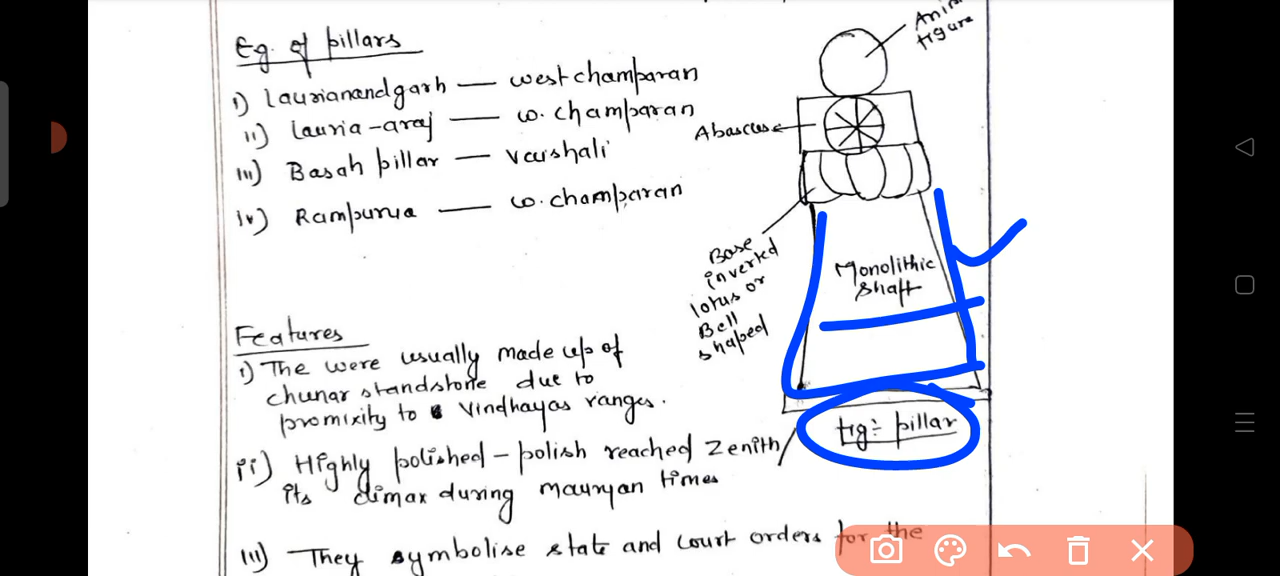 Eg. of pillars
i) Laurianandgarh — west champaran
ii) Lauria-araj — w. champaran
iii) Basah pillar — Vaishali
iv) Rampurua — w. champaran
Animal
figure
Abascus
Base
inverted
lotus or
Bell
shaped
Monolithic
Shaft
fig:- pillar
Features
i) The were usually made up of
chunar standstone due to
promixity to Vindhayas ranges.
ii) Highly polished - polish reached Zenith/
its climax during mauryan times
iii) They symbolise state and court orders for the